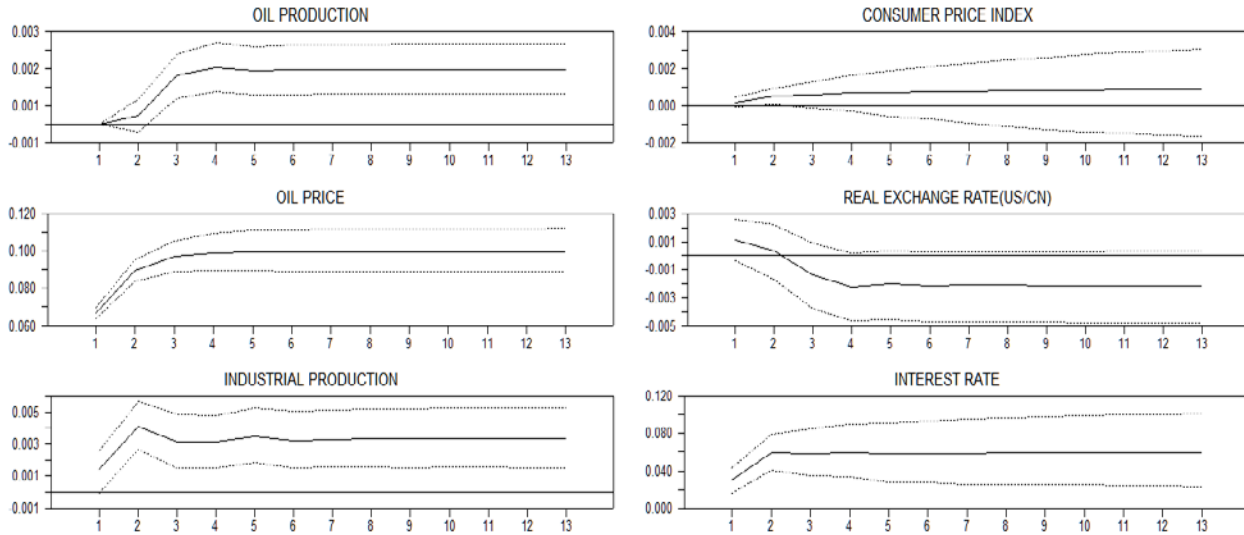 OIL PRODUCTION
0.003
0.002
0.001
-0.001
1 2 3 4 5 6 7 8 9 10 11 12 13
CONSUMER PRICE INDEX
0.004
0.002
0.000
-0.002
1 2 3 4 5 6 7 8 9 10 11 12 13
OIL PRICE
0.120
0.100
0.080
0.060
1 2 3 4 5 6 7 8 9 10 11 12 13
REAL EXCHANGE RATE(US/CN)
0.003
0.001
-0.001
-0.003
-0.005
1 2 3 4 5 6 7 8 9 10 11 12 13
INDUSTRIAL PRODUCTION
0.005
0.003
0.001
-0.001
1 2 3 4 5 6 7 8 9 10 11 12 13
INTEREST RATE
0.120
0.080
0.040
0.000
1 2 3 4 5 6 7 8 9 10 11 12 13